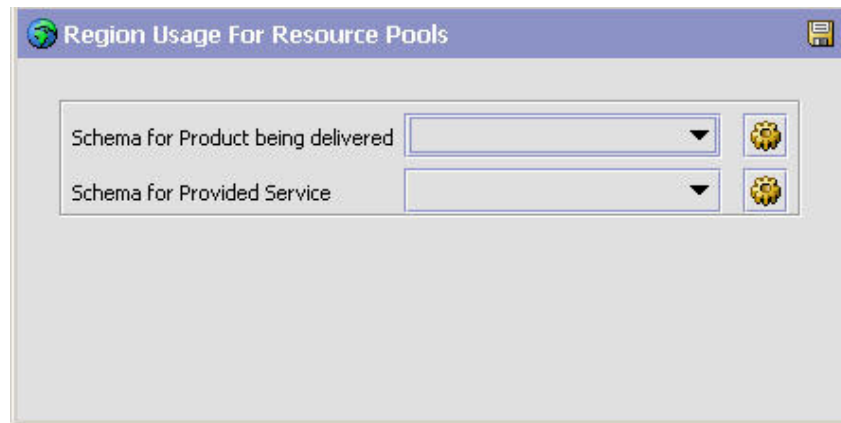 Region Usage For Resource Pools
Schema for Product being delivered
Schema for Provided Service